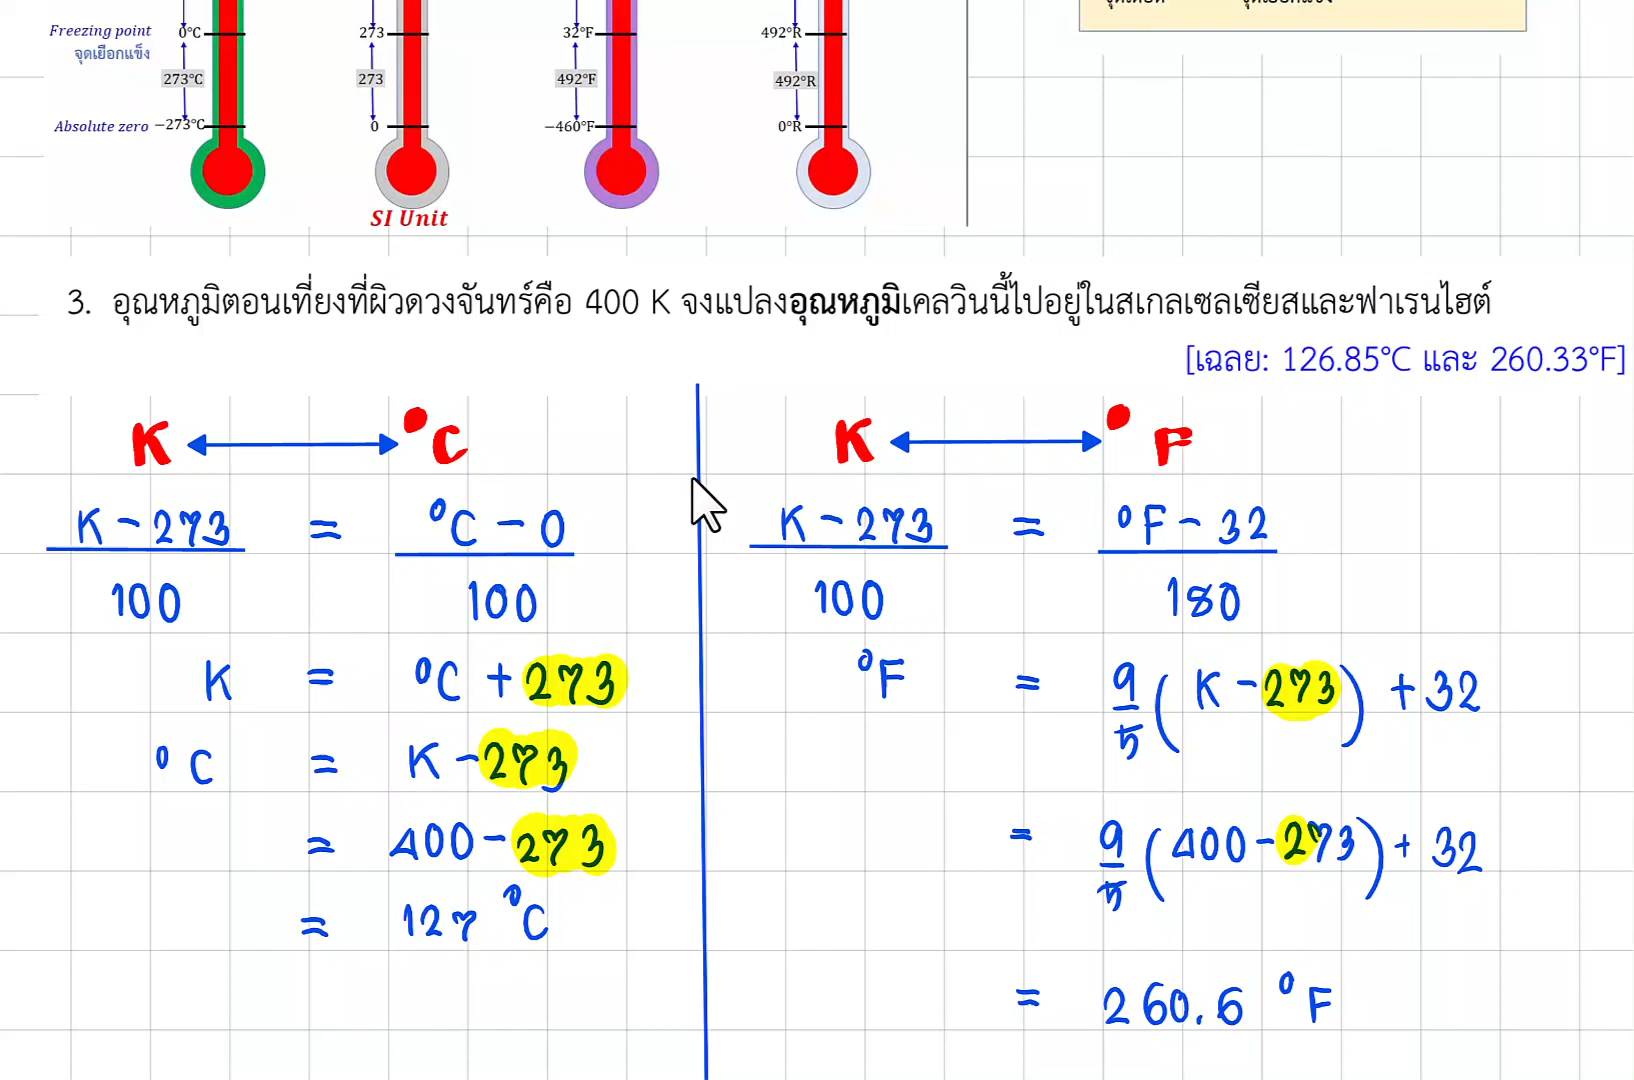 Freezing point 0°C 273 32°F 492°R
จุดเยือกแข็ง
273°C 273 492°F 492°R
Absolute zero −273°C 0 −460°F 0°R
SI Unit
3. อุณหภูมิตอนเที่ยงที่ผิวดวงจันทร์คือ 400 K จงแปลงอุณหภูมิเคลวินนี้ไปอยู่ในสเกลเซลเซียสและฟาเรนไฮต์
[เฉลย: 126.85°C และ 260.33°F]
K ↔ °C
K − 273 = °C − 0
100 100
K = °C + 273
°C = K − 273
= 400 − 273
= 127 °C
K ↔ °F
K − 273 = °F − 32
100 180
°F = 9/5 ( K − 273 ) + 32
= 9/5 ( 400 − 273 ) + 32
= 260.6 °F